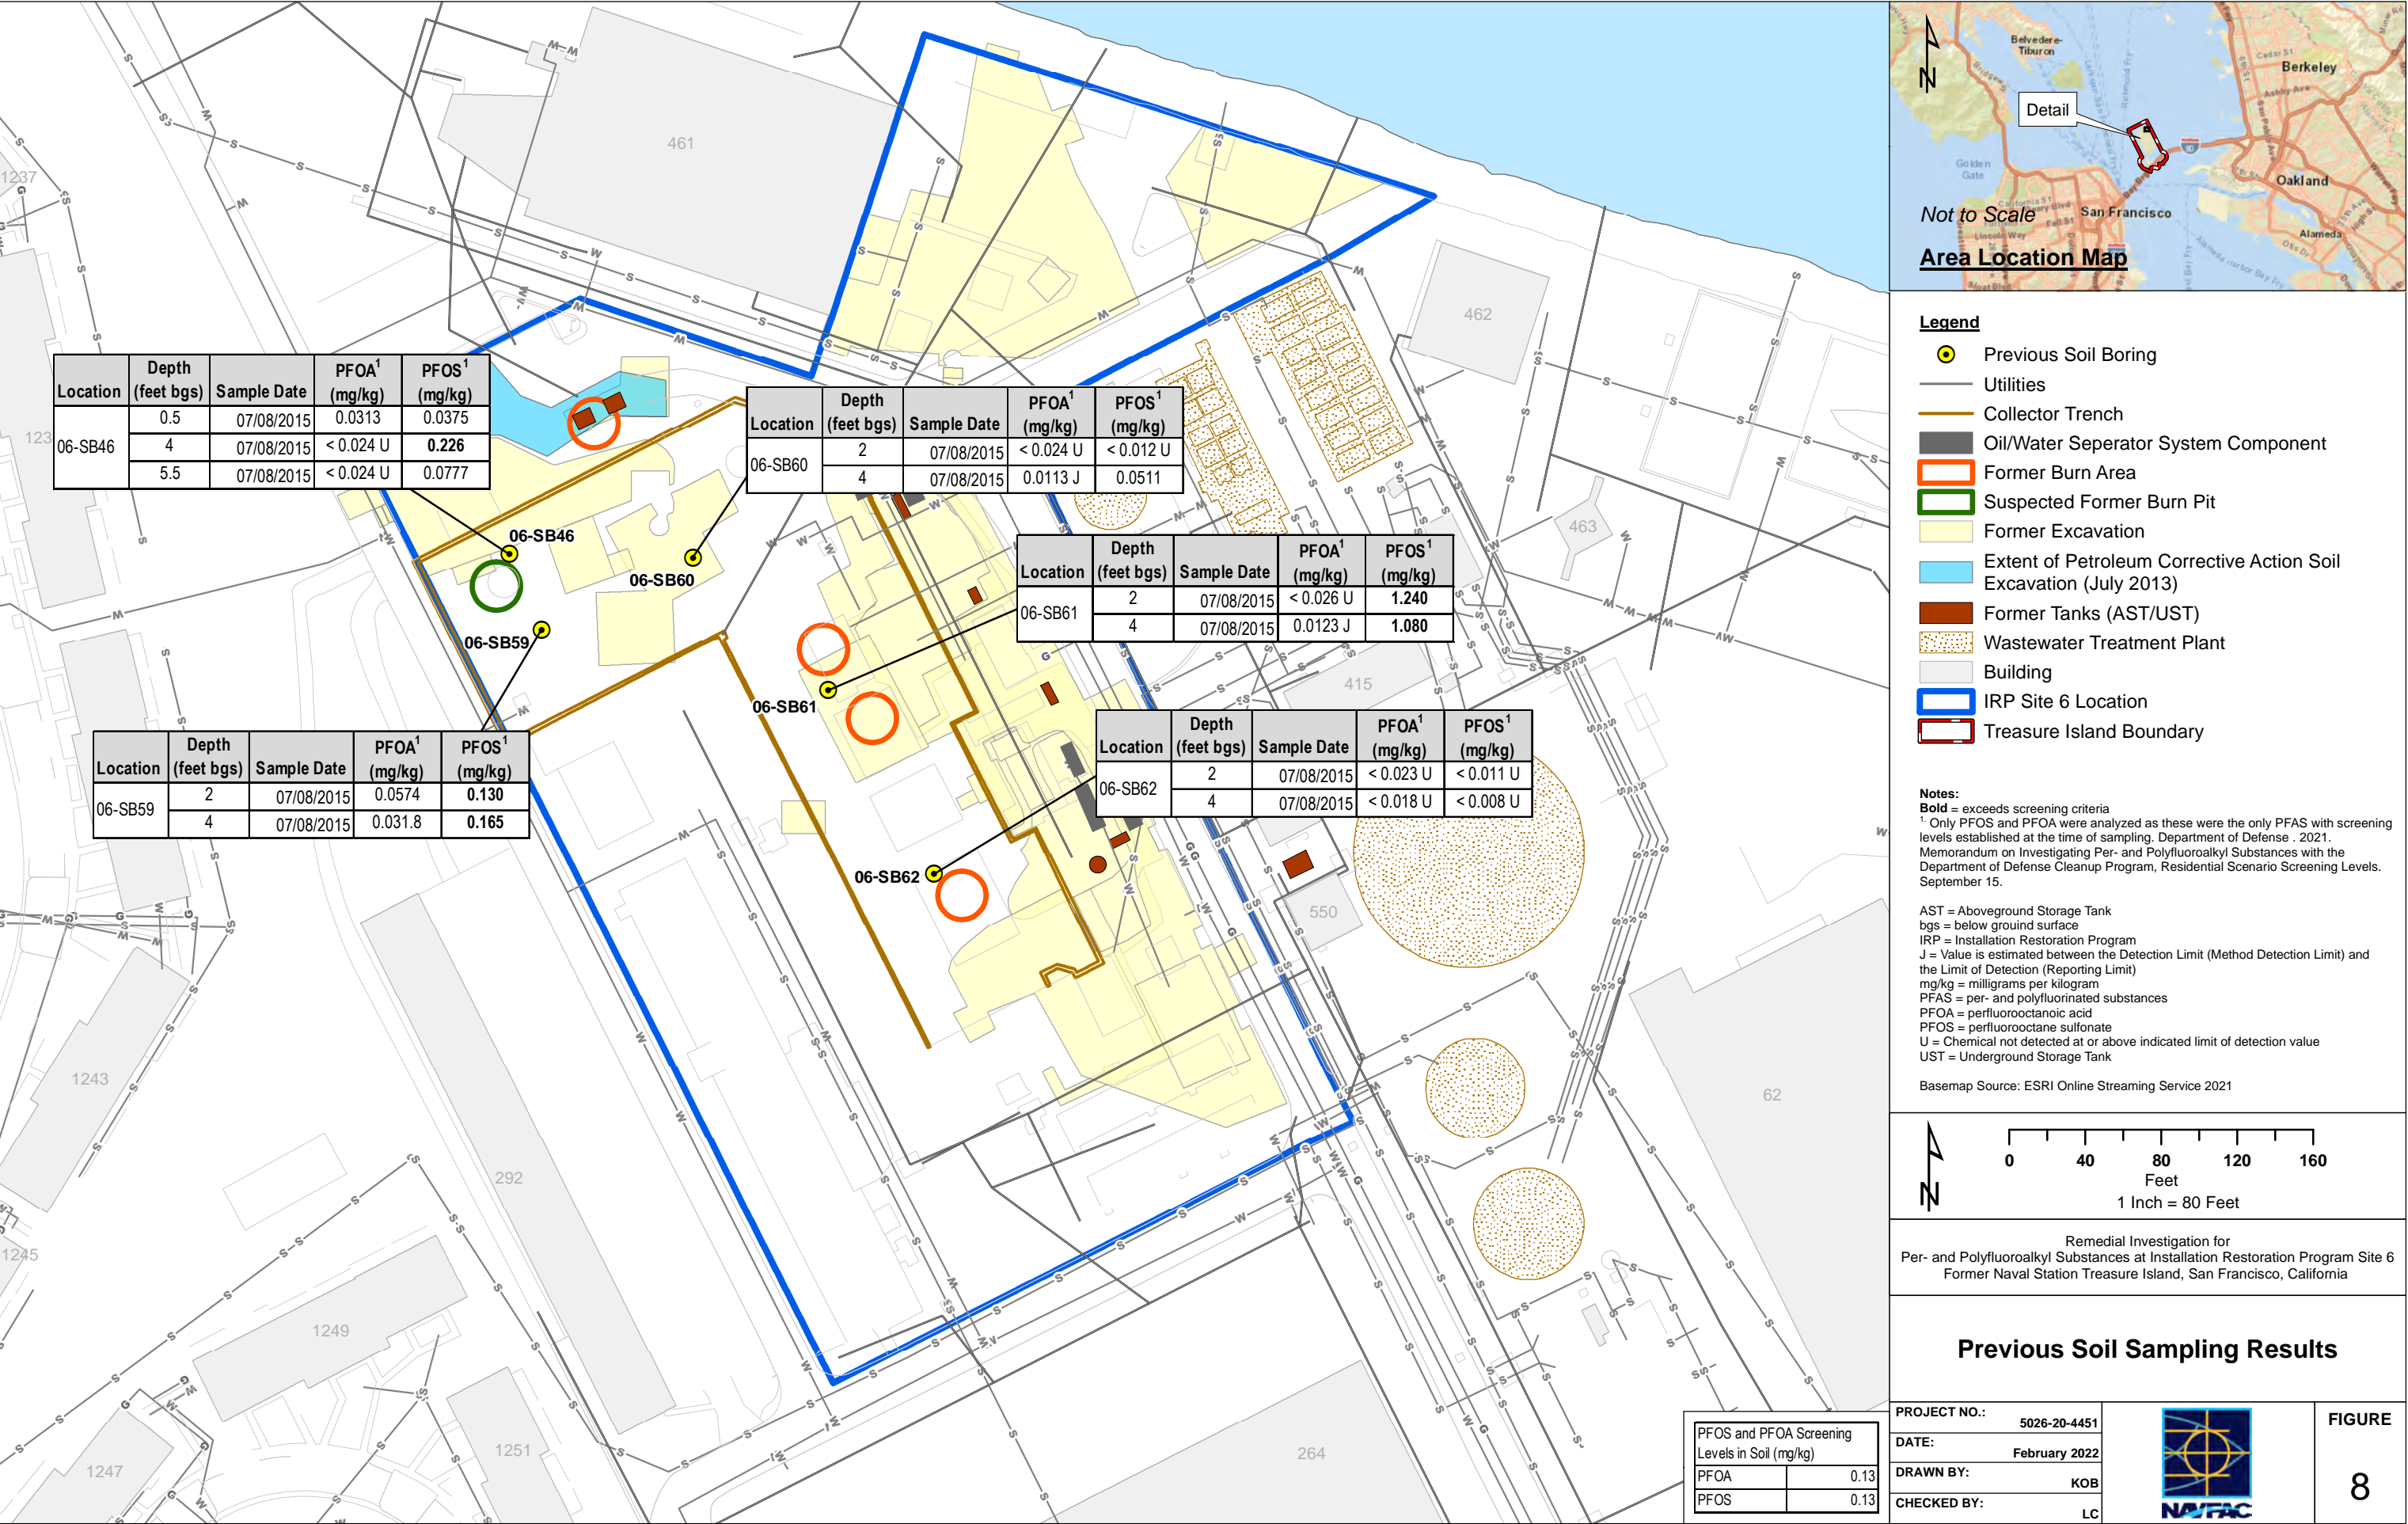 461
462
463
415
550
62
264
292
1237
123
1243
1245
1247
1249
1251
Location Depth (feet bgs) Sample Date PFOA1 (mg/kg) PFOS1 (mg/kg)
06-SB46
0.5 07/08/2015 0.0313 0.0375
4 07/08/2015 < 0.024 U 0.226
5.5 07/08/2015 < 0.024 U 0.0777
Location Depth (feet bgs) Sample Date PFOA1 (mg/kg) PFOS1 (mg/kg)
06-SB60
2 07/08/2015 < 0.024 U < 0.012 U
4 07/08/2015 0.0113 J 0.0511
Location Depth (feet bgs) Sample Date PFOA1 (mg/kg) PFOS1 (mg/kg)
06-SB61
2 07/08/2015 < 0.026 U 1.240
4 07/08/2015 0.0123 J 1.080
Location Depth (feet bgs) Sample Date PFOA1 (mg/kg) PFOS1 (mg/kg)
06-SB59
2 07/08/2015 0.0574 0.130
4 07/08/2015 0.031.8 0.165
Location Depth (feet bgs) Sample Date PFOA1 (mg/kg) PFOS1 (mg/kg)
06-SB62
2 07/08/2015 < 0.023 U < 0.011 U
4 07/08/2015 < 0.018 U < 0.008 U
06-SB46
06-SB60
06-SB59
06-SB61
06-SB62
PFOS and PFOA Screening
Levels in Soil (mg/kg)
PFOA 0.13
PFOS 0.13
N
Belvedere-
Tiburon
Berkeley
Ashby Ave
Detail
Golden
Gate
80
Oakland
San Francisco
Alameda
Not to Scale
Area Location Map
Legend
Previous Soil Boring
Utilities
Collector Trench
Oil/Water Seperator System Component
Former Burn Area
Suspected Former Burn Pit
Former Excavation
Extent of Petroleum Corrective Action Soil
Excavation (July 2013)
Former Tanks (AST/UST)
Wastewater Treatment Plant
Building
IRP Site 6 Location
Treasure Island Boundary
Notes:
Bold = exceeds screening criteria
1. Only PFOS and PFOA were analyzed as these were the only PFAS with screening
levels established at the time of sampling. Department of Defense . 2021.
Memorandum on Investigating Per- and Polyfluoroalkyl Substances with the
Department of Defense Cleanup Program, Residential Scenario Screening Levels.
September 15.
AST = Aboveground Storage Tank
bgs = below grouind surface
IRP = Installation Restoration Program
J = Value is estimated between the Detection Limit (Method Detection Limit) and
the Limit of Detection (Reporting Limit)
mg/kg = milligrams per kilogram
PFAS = per- and polyfluorinated substances
PFOA = perfluorooctanoic acid
PFOS = perfluorooctane sulfonate
U = Chemical not detected at or above indicated limit of detection value
UST = Underground Storage Tank
Basemap Source: ESRI Online Streaming Service 2021
N
0 40 80 120 160
Feet
1 Inch = 80 Feet
Remedial Investigation for
Per- and Polyfluoroalkyl Substances at Installation Restoration Program Site 6
Former Naval Station Treasure Island, San Francisco, California
Previous Soil Sampling Results
PROJECT NO.: 5026-20-4451
DATE: February 2022
DRAWN BY: KOB
CHECKED BY: LC
NAVFAC
FIGURE
8